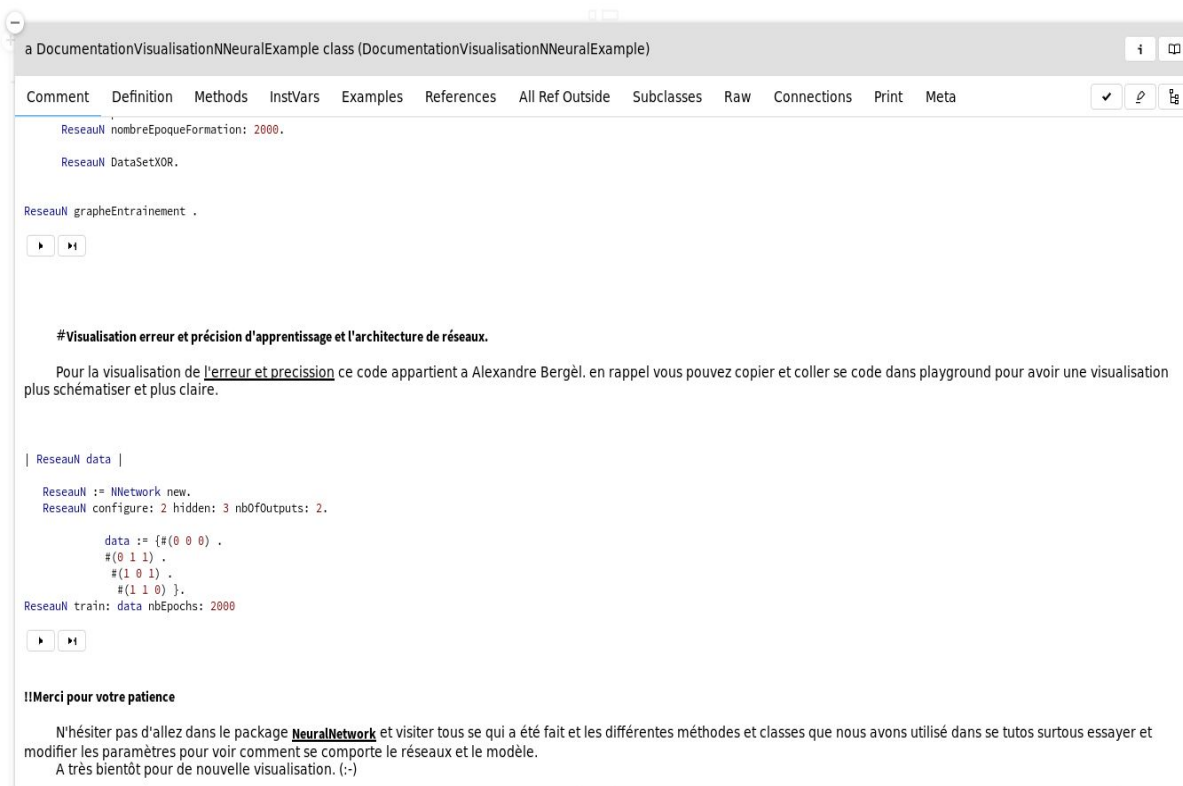 a DocumentationVisualisationNNeuralExample class (DocumentationVisualisationNNeuralExample)
Comment Definition Methods InstVars Examples References All Ref Outside Subclasses Raw Connections Print Meta
ReseauN nombreEpoqueFormation: 2000.
ReseauN DataSetXOR.
ReseauN grapheEntrainement .
#Visualisation erreur et précision d'apprentissage et l'architecture de réseaux.
Pour la visualisation de l'erreur et precission ce code appartient a Alexandre Bergèl. en rappel vous pouvez copier et coller se code dans playground pour avoir une visualisation
plus schématiser et plus claire.
| ReseauN data |
ReseauN := NNetwork new.
ReseauN configure: 2 hidden: 3 nbOfOutputs: 2.
data := {#(0 0 0) .
#(0 1 1) .
#(1 0 1) .
#(1 1 0) }.
ReseauN train: data nbEpochs: 2000
!!Merci pour votre patience
N'hésiter pas d'allez dans le package NeuralNetwork et visiter tous se qui a été fait et les différentes méthodes et classes que nous avons utilisé dans se tutos surtous essayer et
modifier les paramètres pour voir comment se comporte le réseaux et le modèle.
A très bientôt pour de nouvelle visualisation. (:-)